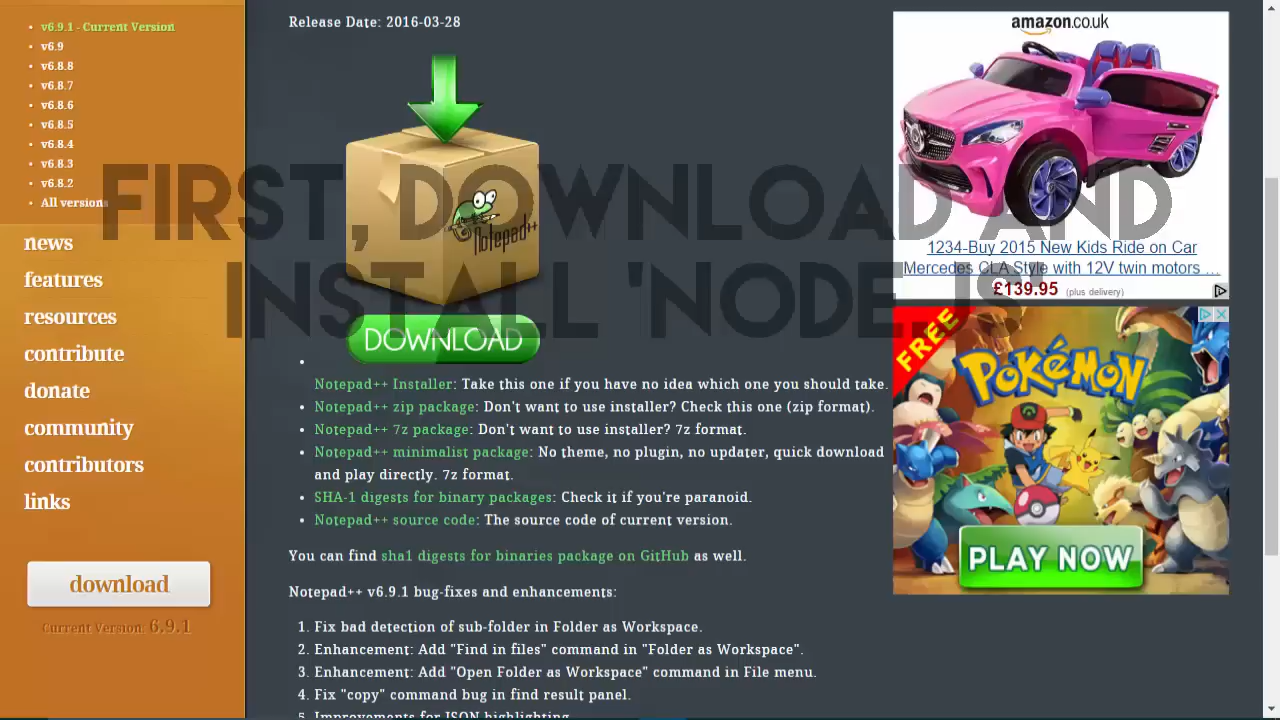 v6.9.1 - Current Version
v6.9
v6.8.8
v6.8.7
v6.8.6
v6.8.5
v6.8.4
v6.8.3
v6.8.2
All versions
news
features
resources
contribute
donate
community
contributors
links
download
Current Version: 6.9.1
Release Date: 2016-03-28
Notepad++
FIRST, DOWNLOAD AND
INSTALL 'NODE.JS'
DOWNLOAD
Notepad++ Installer: Take this one if you have no idea which one you should take.
Notepad++ zip package: Don't want to use installer? Check this one (zip format).
Notepad++ 7z package: Don't want to use installer? 7z format.
Notepad++ minimalist package: No theme, no plugin, no updater, quick download
and play directly. 7z format.
SHA-1 digests for binary packages: Check it if you're paranoid.
Notepad++ source code: The source code of current version.
You can find sha1 digests for binaries package on GitHub as well.
Notepad++ v6.9.1 bug-fixes and enhancements:
1. Fix bad detection of sub-folder in Folder as Workspace.
2. Enhancement: Add "Find in files" command in "Folder as Workspace".
3. Enhancement: Add "Open Folder as Workspace" command in File menu.
4. Fix "copy" command bug in find result panel.
5. Improvements for JSON highlighting.
amazon.co.uk
1234-Buy 2015 New Kids Ride on Car
Mercedes CLA Style with 12V twin motors ...
£139.95 (plus delivery)
FREE
POKéMON
PLAY NOW